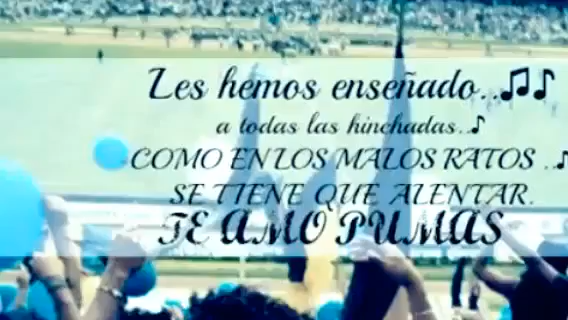 Les hemos enseñado..🎵♪
a todas las hinchadas..♪
COMO EN LOS MALOS RATOS ..♪
SE TIENE QUE ALENTAR.
TE AMO PUMAS